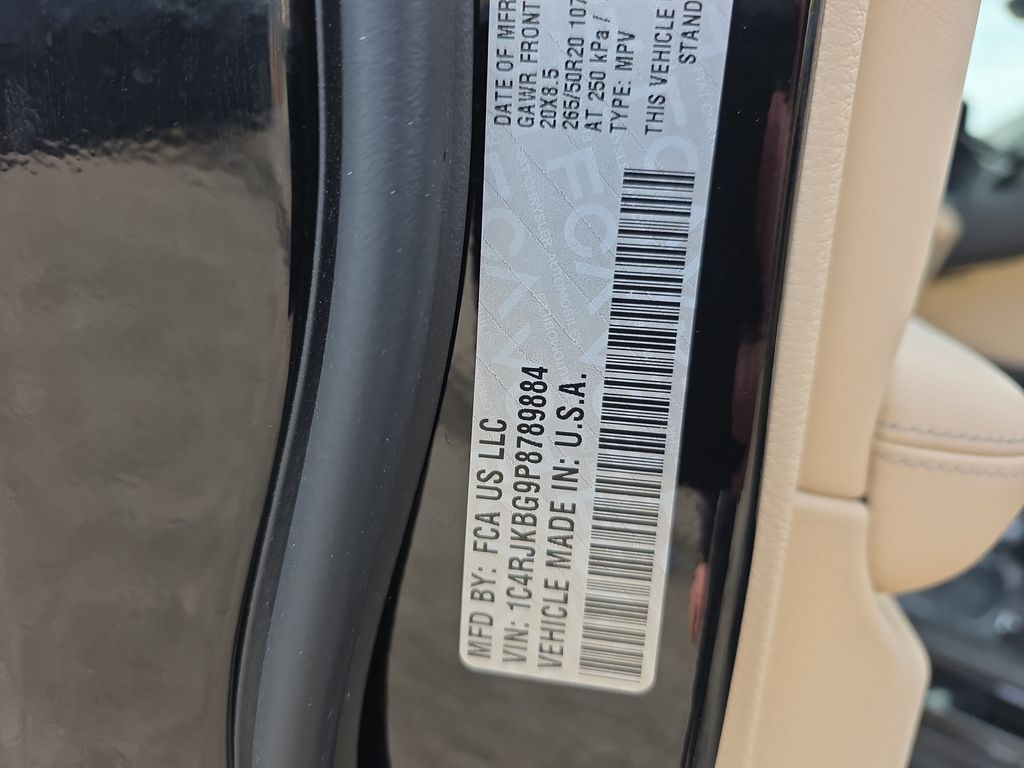 MFD BY: FCA US LLC
DATE OF MFR
VIN: 1C4RJKBG9P8789884
GAWR FRONT
VEHICLE MADE IN: U.S.A.
20X8.5
265/50R20 107
AT 250 kPa /
TYPE: MPV
THIS VEHICLE
STAND